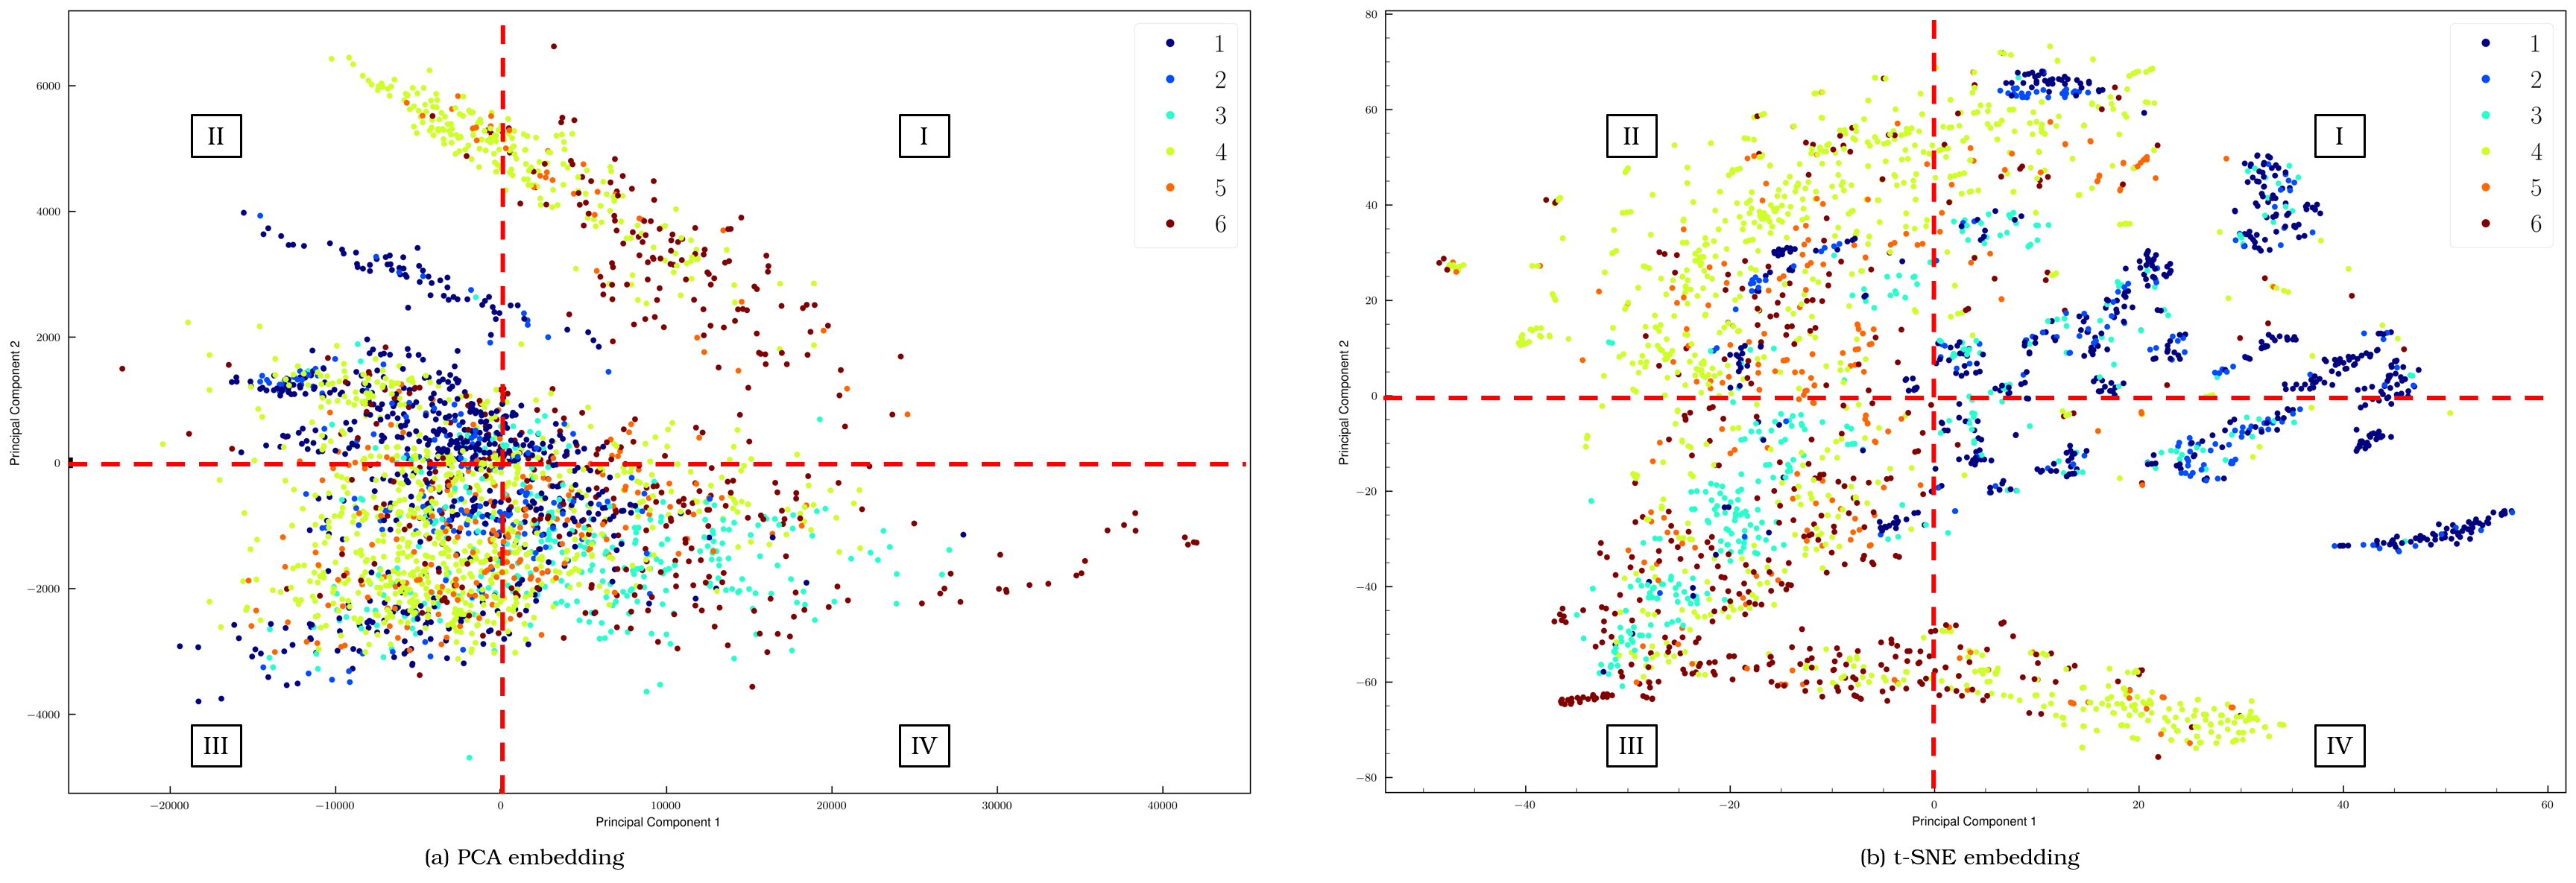 6000
4000
2000
0
−2000
−4000
Principal Component 2
−20000
−10000
0
10000
20000
30000
40000
Principal Component 1
II
I
III
IV
1
2
3
4
5
6
(a) PCA embedding
80
60
40
20
0
−20
−40
−60
−80
Principal Component 2
−40
−20
0
20
40
60
Principal Component 1
II
I
III
IV
1
2
3
4
5
6
(b) t-SNE embedding